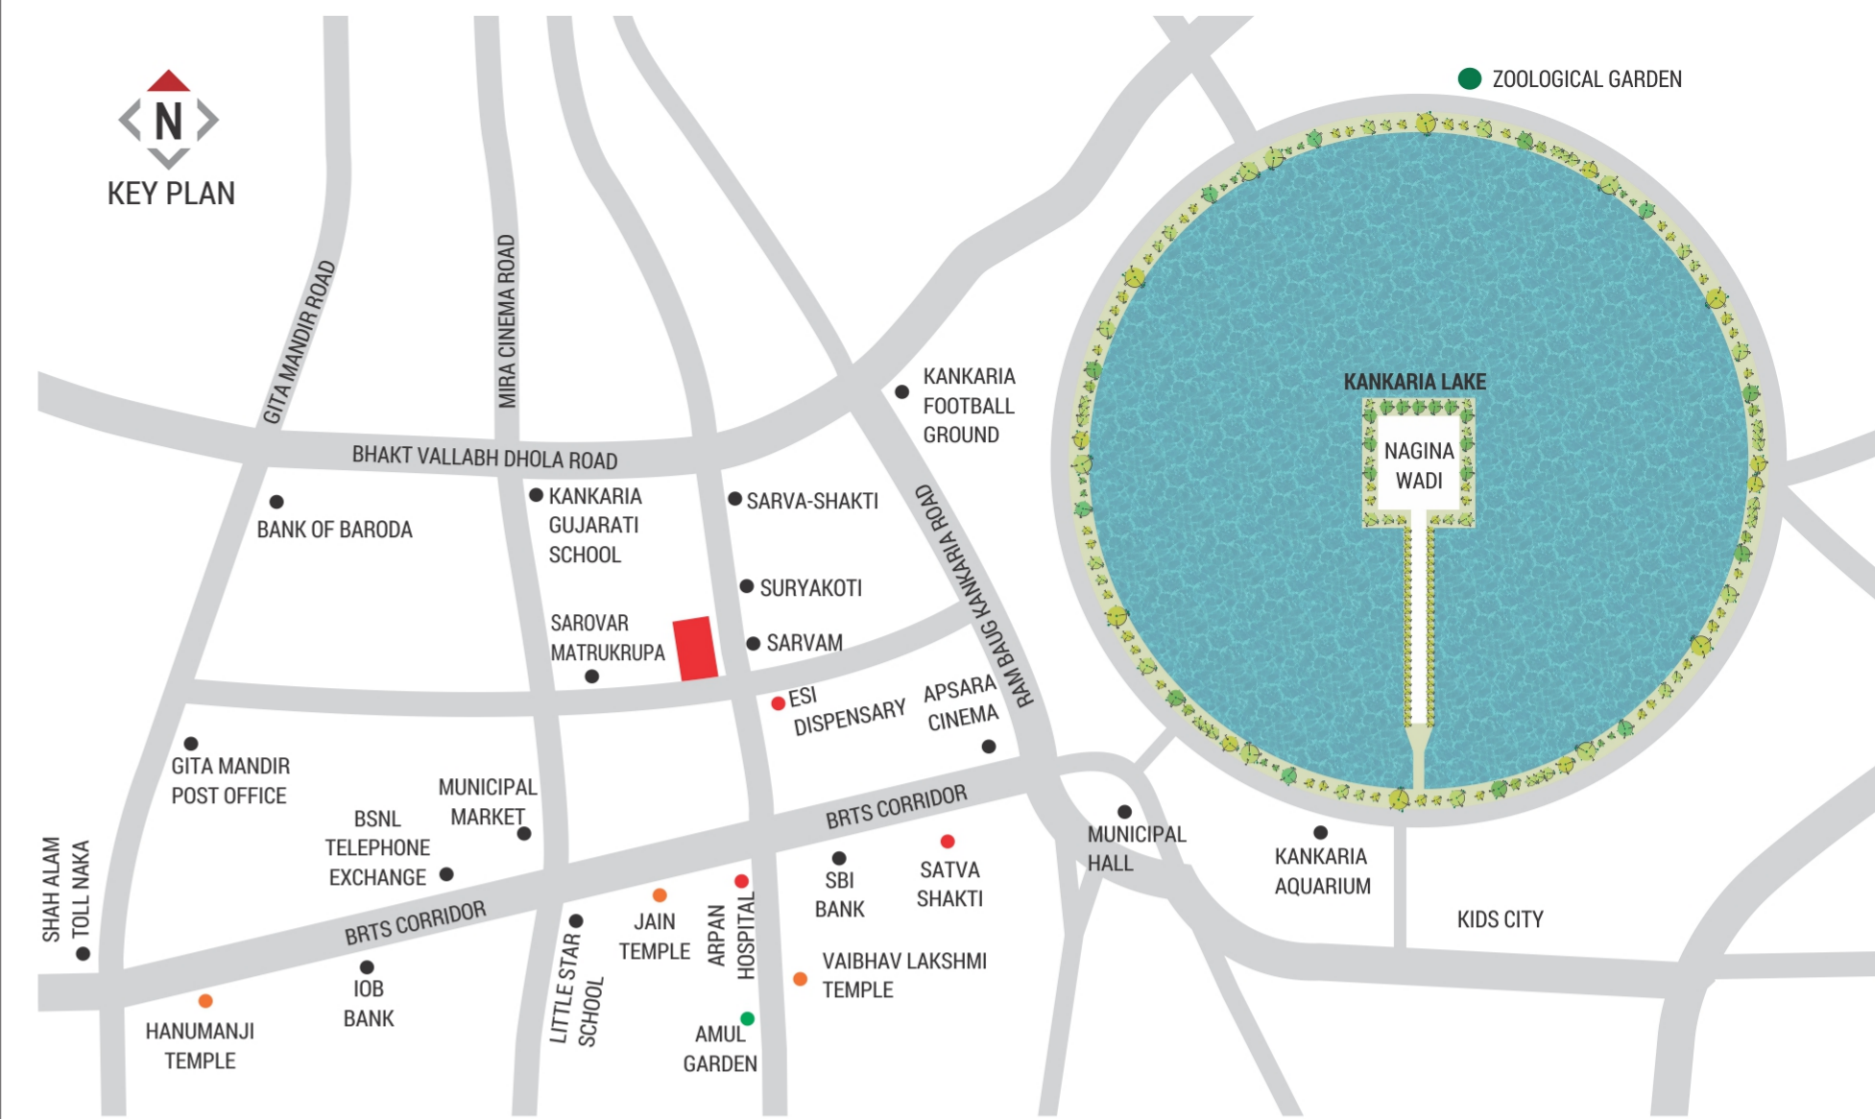 N
KEY PLAN
ZOOLOGICAL GARDEN
GITA MANDIR ROAD
MIRA CINEMA ROAD
KANKARIA
FOOTBALL
GROUND
KANKARIA LAKE
NAGINA
WADI
BHAKT VALLABH DHOLA ROAD
BANK OF BARODA
KANKARIA
GUJARATI
SCHOOL
SARVA-SHAKTI
RAM BAUG KANKARIA ROAD
SURYAKOTI
SAROVAR
MATRUKRUPA
SARVAM
ESI
DISPENSARY
APSARA
CINEMA
GITA MANDIR
POST OFFICE
MUNICIPAL
MARKET
BSNL
TELEPHONE
EXCHANGE
BRTS CORRIDOR
MUNICIPAL
HALL
KANKARIA
AQUARIUM
SHAH ALAM
TOLL NAKA
BRTS CORRIDOR
SBI
BANK
SATVA
SHAKTI
KIDS CITY
JAIN
TEMPLE
ARPAN
HOSPITAL
LITTLE STAR
SCHOOL
VAIBHAV LAKSHMI
TEMPLE
IOB
BANK
HANUMANJI
TEMPLE
AMUL
GARDEN